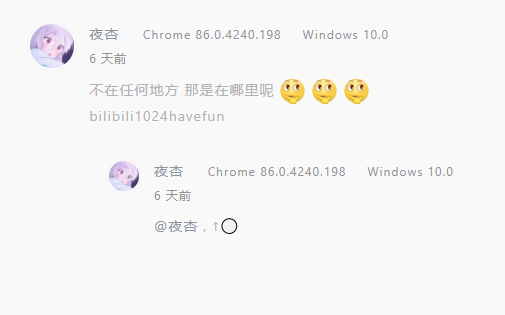 夜杏 Chrome 86.0.4240.198 Windows 10.0
6 天前
不在任何地方 那是在哪里呢
bilibili1024havefun
夜杏 Chrome 86.0.4240.198 Windows 10.0
6 天前
@夜杏，↑○